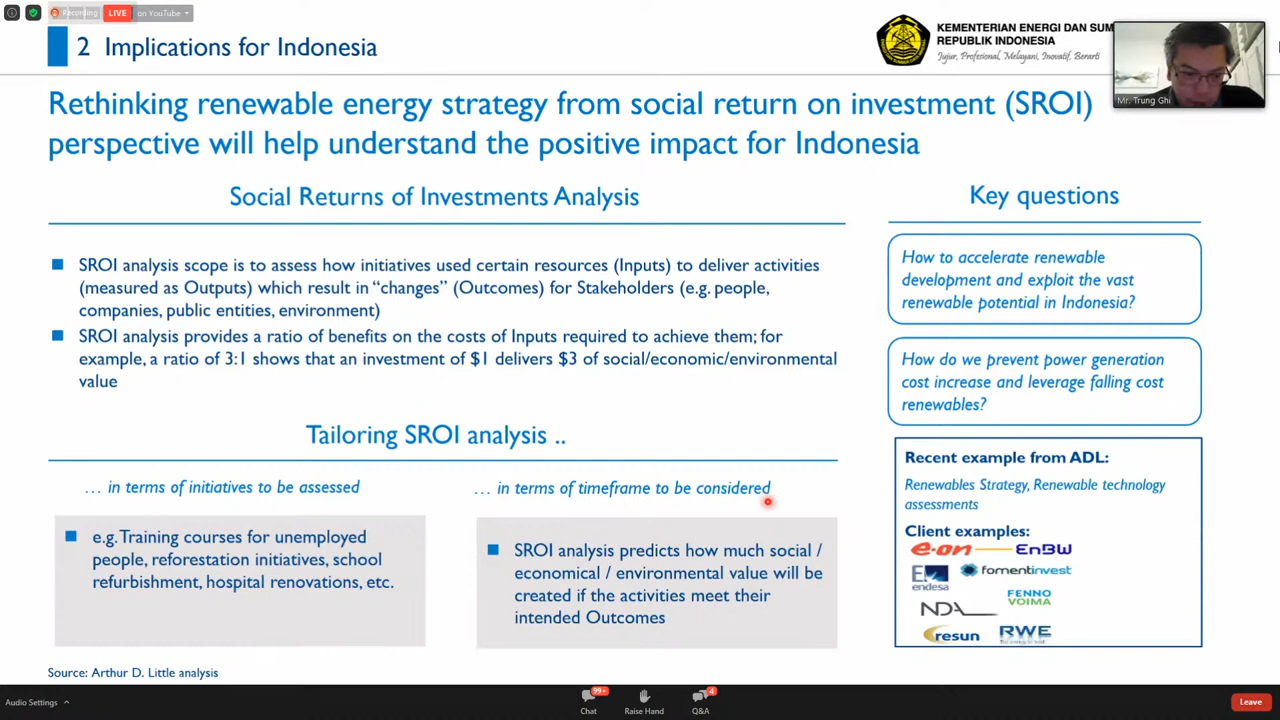 Recording
LIVE
on YouTube
2 Implications for Indonesia
KEMENTERIAN ENERGI DAN SUM
REPUBLIK INDONESIA
Jujur, Profesional, Melayani, Inovatif, Berarti
Mr. Trung Ghi
Rethinking renewable energy strategy from social return on investment (SROI)
perspective will help understand the positive impact for Indonesia
Social Returns of Investments Analysis
SROI analysis scope is to assess how initiatives used certain resources (Inputs) to deliver activities
(measured as Outputs) which result in “changes” (Outcomes) for Stakeholders (e.g. people,
companies, public entities, environment)
SROI analysis provides a ratio of benefits on the costs of Inputs required to achieve them; for
example, a ratio of 3:1 shows that an investment of $1 delivers $3 of social/economic/environmental
value
Tailoring SROI analysis ..
… in terms of initiatives to be assessed
e.g. Training courses for unemployed
people, reforestation initiatives, school
refurbishment, hospital renovations, etc.
… in terms of timeframe to be considered
SROI analysis predicts how much social /
economical / environmental value will be
created if the activities meet their
intended Outcomes
Key questions
How to accelerate renewable
development and exploit the vast
renewable potential in Indonesia?
How do we prevent power generation
cost increase and leverage falling cost
renewables?
Recent example from ADL:
Renewables Strategy, Renewable technology
assessments
Client examples:
e·on EnBW
endesa fomentinvest
NDA FENNO
VOIMA
resun RWE
Source: Arthur D. Little analysis
Audio Settings
99+
Chat
Raise Hand
4
Q&A
Leave